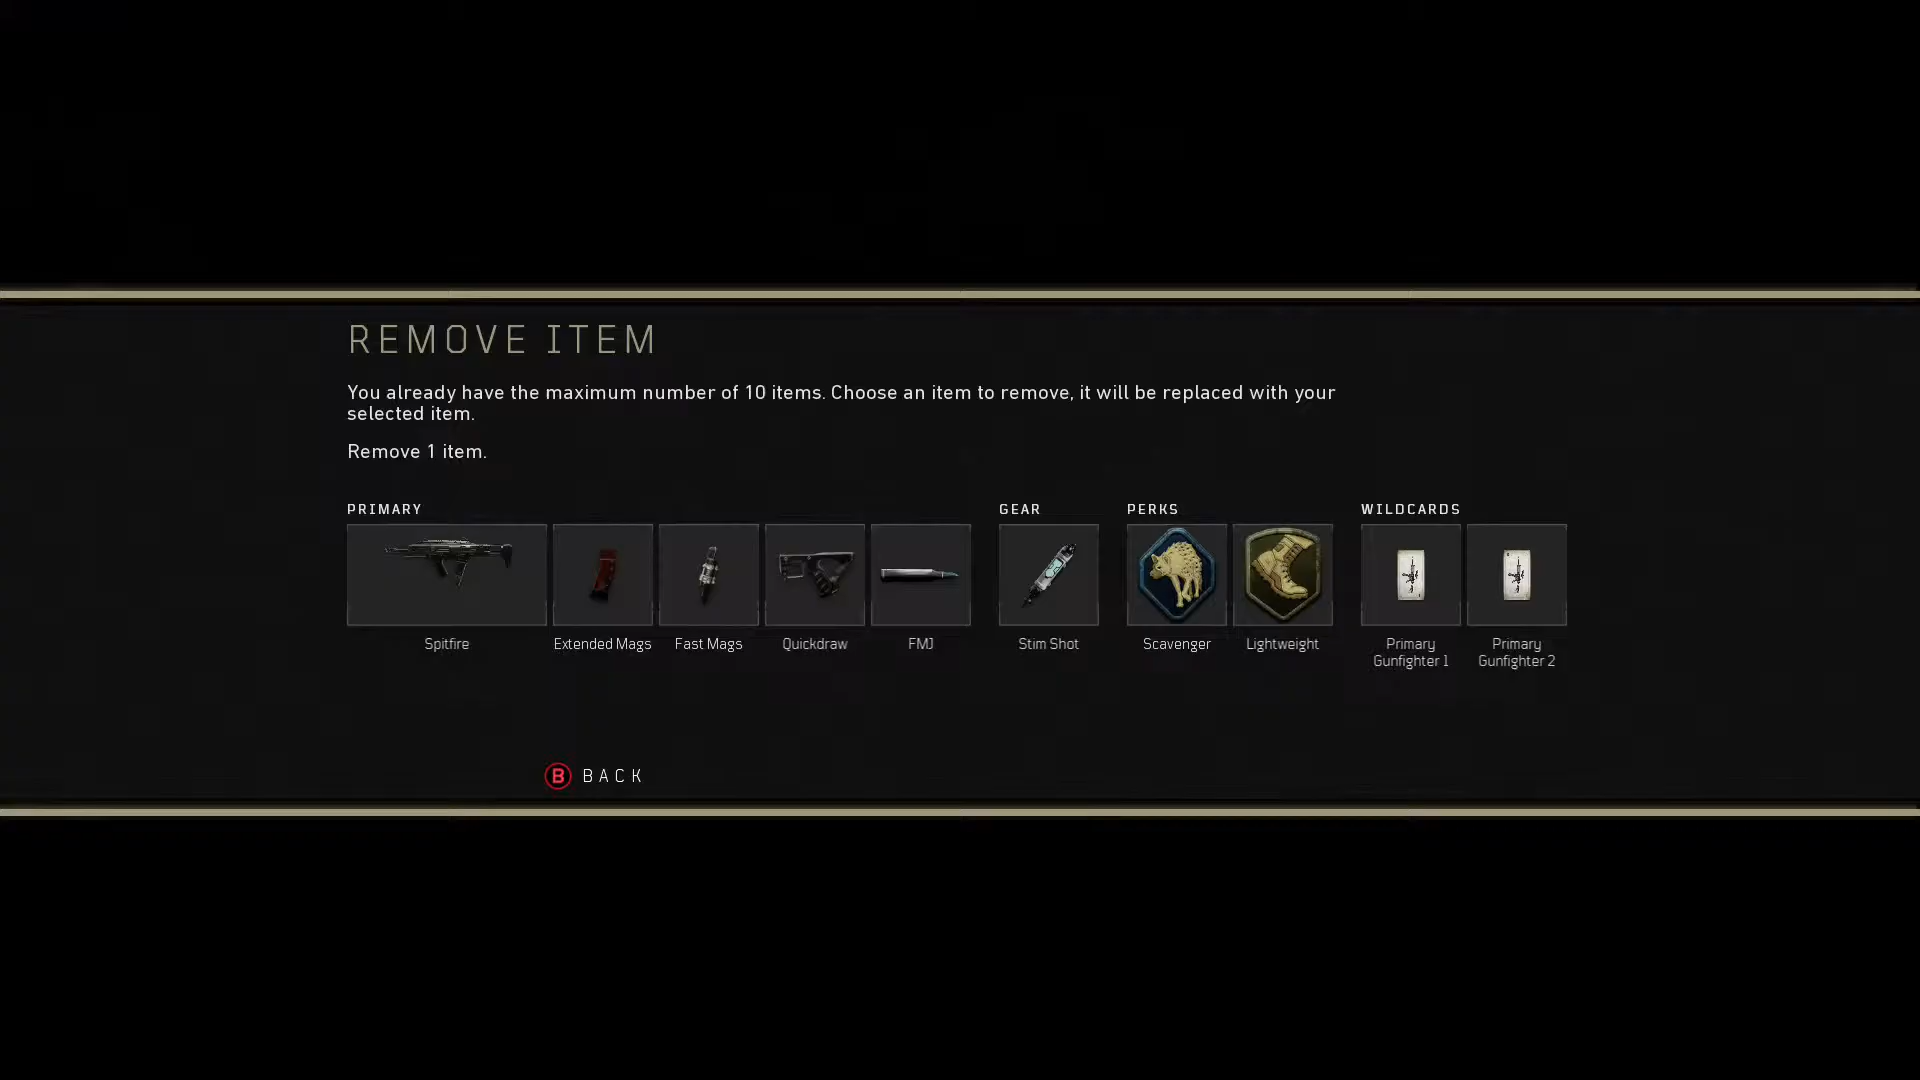 REMOVE ITEM
You already have the maximum number of 10 items. Choose an item to remove, it will be replaced with your
selected item.
Remove 1 item.
PRIMARY
Spitfire
Extended Mags
Fast Mags
Quickdraw
FMJ
GEAR
Stim Shot
PERKS
Scavenger
Lightweight
WILDCARDS
Primary
Gunfighter 1
Primary
Gunfighter 2
B BACK